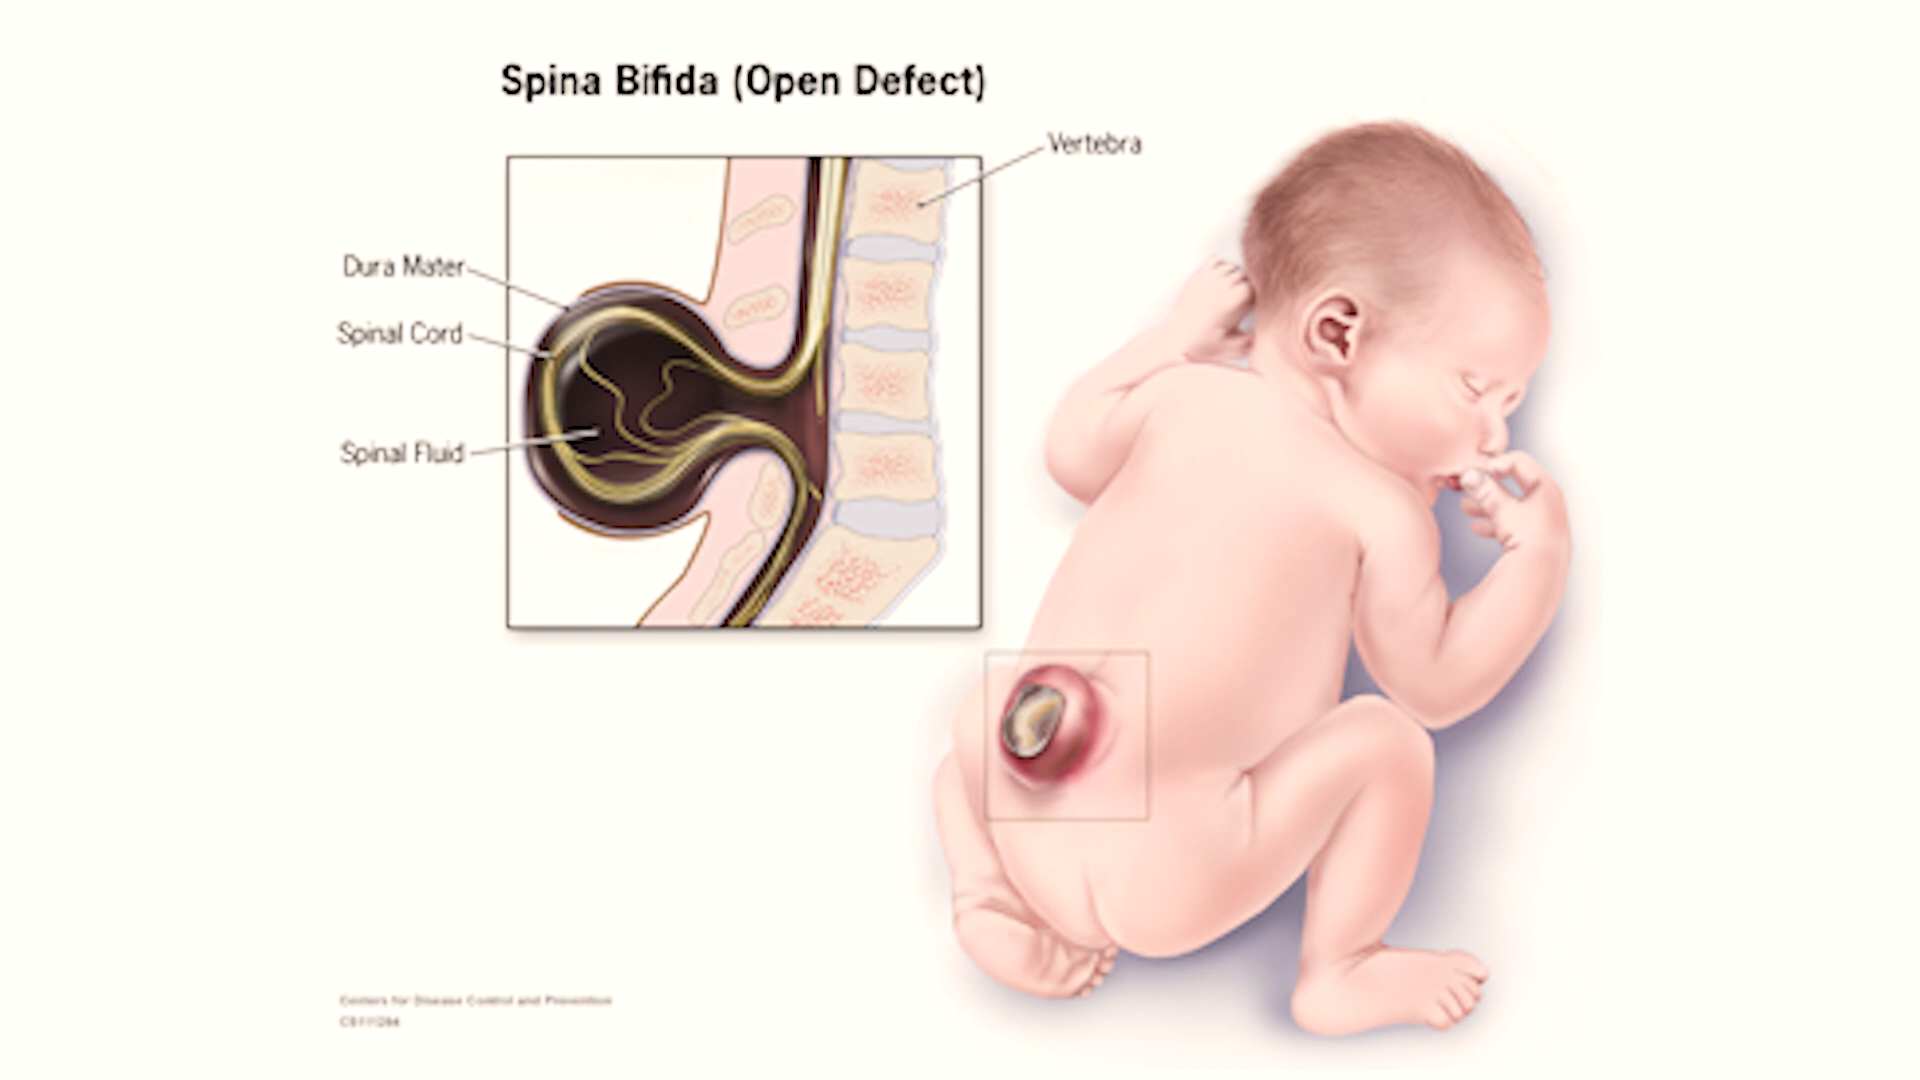 Spina Bifida (Open Defect)
Vertebra
Dura Mater
Spinal Cord
Spinal Fluid
Centers for Disease Control and Prevention